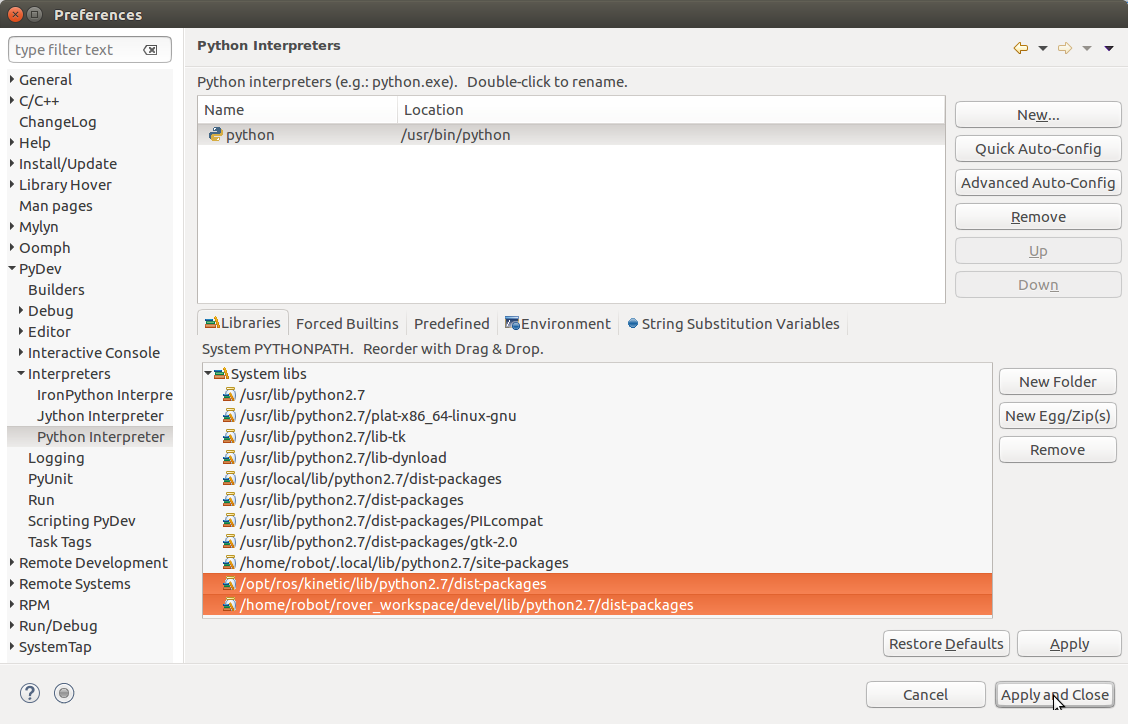 Preferences
type filter text
General
C/C++
ChangeLog
Help
Install/Update
Library Hover
Man pages
Mylyn
Oomph
PyDev
Builders
Debug
Editor
Interactive Console
Interpreters
IronPython Interpre
Jython Interpreter
Python Interpreter
Logging
PyUnit
Run
Scripting PyDev
Task Tags
Remote Development
Remote Systems
RPM
Run/Debug
SystemTap
Python Interpreters
Python interpreters (e.g.: python.exe).   Double-click to rename.
Name Location
python /usr/bin/python
New...
Quick Auto-Config
Advanced Auto-Config
Remove
Up
Down
Libraries Forced Builtins Predefined Environment String Substitution Variables
System PYTHONPATH.   Reorder with Drag & Drop.
System libs
/usr/lib/python2.7
/usr/lib/python2.7/plat-x86_64-linux-gnu
/usr/lib/python2.7/lib-tk
/usr/lib/python2.7/lib-dynload
/usr/local/lib/python2.7/dist-packages
/usr/lib/python2.7/dist-packages
/usr/lib/python2.7/dist-packages/PILcompat
/usr/lib/python2.7/dist-packages/gtk-2.0
/home/robot/.local/lib/python2.7/site-packages
/opt/ros/kinetic/lib/python2.7/dist-packages
/home/robot/rover_workspace/devel/lib/python2.7/dist-packages
New Folder
New Egg/Zip(s)
Remove
Restore Defaults Apply
Cancel Apply and Close